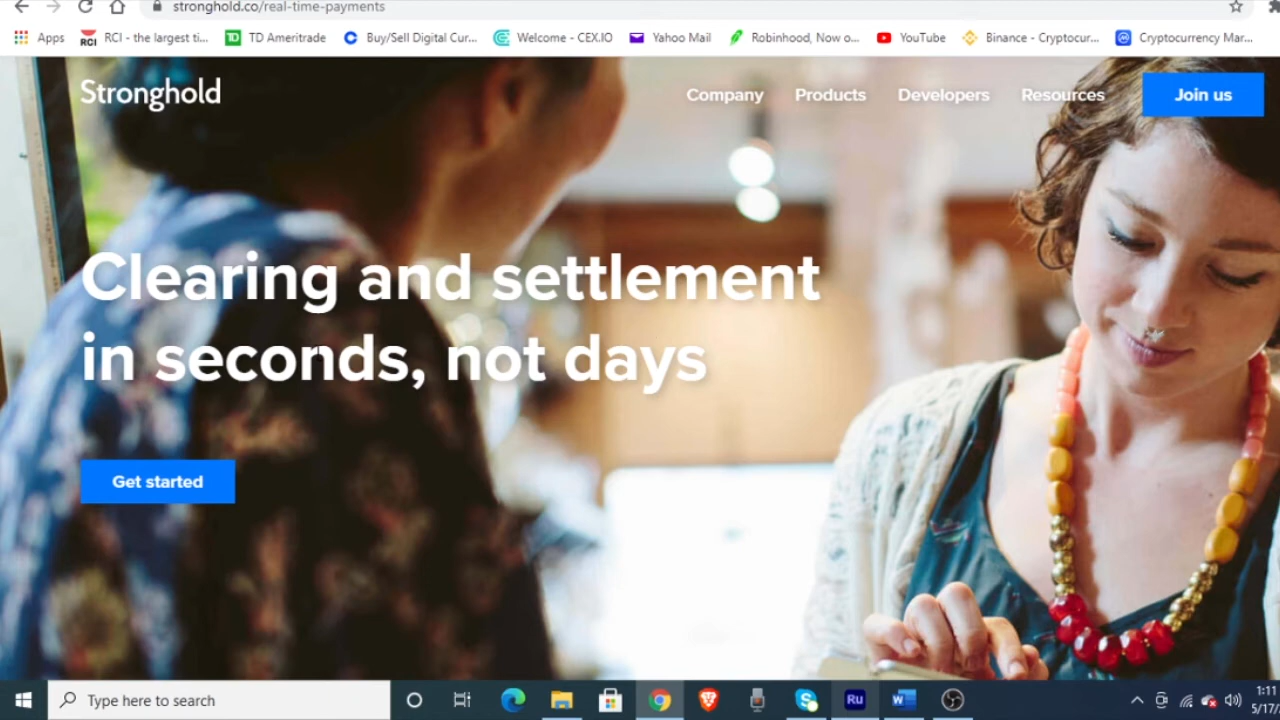 stronghold.co/real-time-payments
Apps RCI - the largest ti... TD Ameritrade Buy/Sell Digital Cur... Welcome - CEX.IO Yahoo Mail Robinhood, Now o... YouTube Binance - Cryptocur... Cryptocurrency Mar...
Stronghold Company Products Developers Resources Join us
Clearing and settlement
in seconds, not days
Get started
Type here to search
Ru
1:11
5/17/